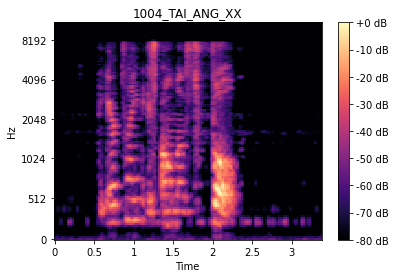 1004_TAI_ANG_XX
+0 dB
8192
-10 dB
4096
-20 dB
-30 dB
2048
Hz
-40 dB
1024
-50 dB
512
-60 dB
-70 dB
0
-80 dB
0 0.5 1 1.5 2 2.5 3
Time